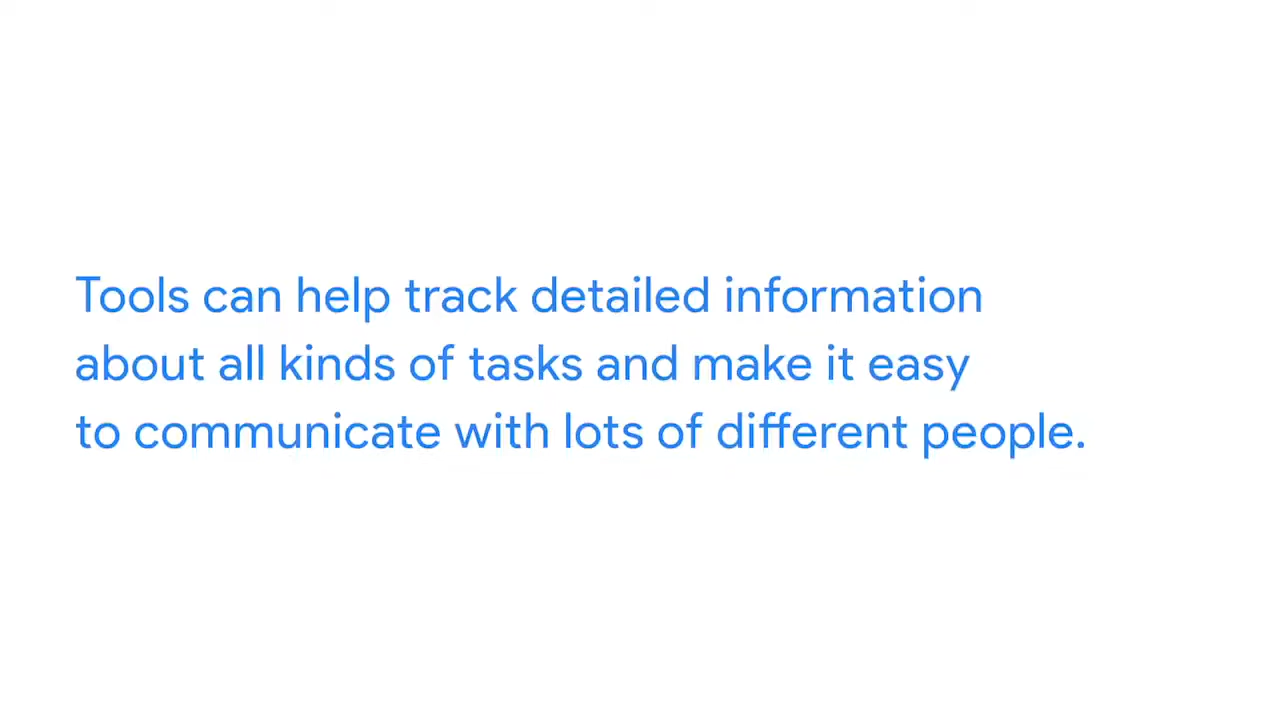 Tools can help track detailed information
about all kinds of tasks and make it easy
to communicate with lots of different people.